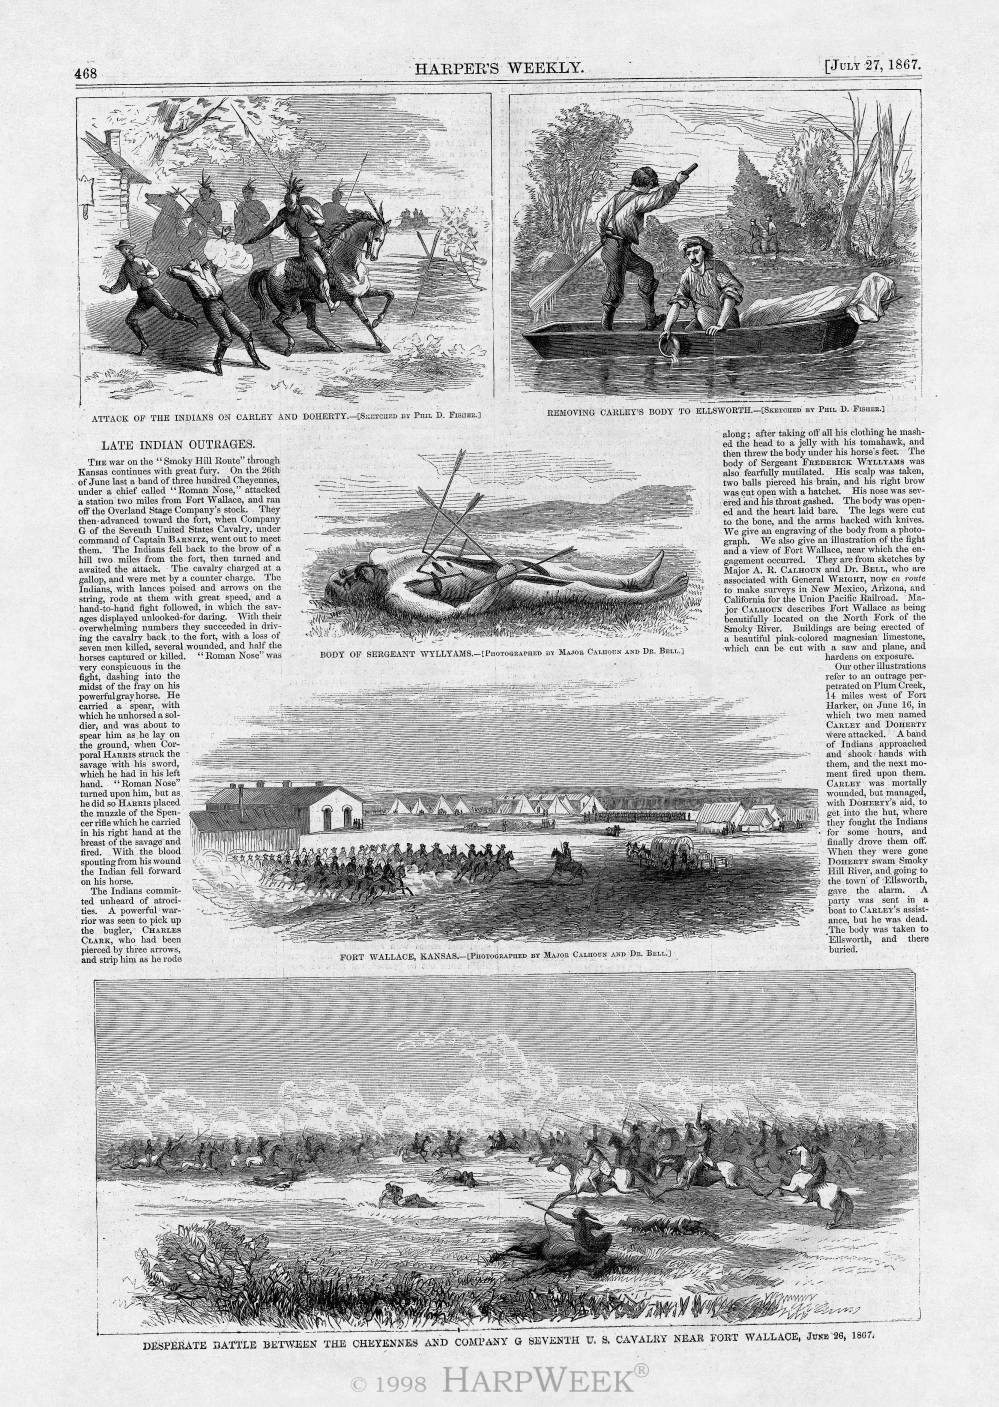 468
HARPER'S WEEKLY.
[JULY 27, 1867.
ATTACK OF THE INDIANS ON CARLEY AND DOHERTY.—[SKETCHED BY PHIL D. FISHER.]
REMOVING CARLEY'S BODY TO ELLSWORTH.—[SKETCHED BY PHIL D. FISHER.]
LATE INDIAN OUTRAGES.
THE war on the "Smoky Hill Route" through
Kansas continues with great fury. On the 26th
of June last a band of three hundred Cheyennes,
under a chief called "Roman Nose," attacked
a station two miles from Fort Wallace, and ran
off the Overland Stage Company's stock. They
then advanced toward the fort, when Company
G of the Seventh United States Cavalry, under
command of Captain BARNITZ, went out to meet
them. The Indians fell back to the brow of a
hill two miles from the fort, then turned and
awaited the attack. The cavalry charged at a
gallop, and were met by a counter charge. The
Indians, with lances poised and arrows on the
string, rode at them with great speed, and a
hand-to-hand fight followed, in which the sav-
ages displayed unlooked-for daring. With their
overwhelming numbers they succeeded in driv-
ing the cavalry back to the fort, with a loss of
seven men killed, several wounded, and half the
horses captured or killed. "Roman Nose" was
very conspicuous in the
fight, dashing into the
midst of the fray on his
powerful gray horse. He
carried a spear, with
which he unhorsed a sol-
dier, and was about to
spear him as he lay on
the ground, when Cor-
poral HARRIS struck the
savage with his sword,
which he had in his left
hand. "Roman Nose"
turned upon him, but as
he did so HARRIS placed
the muzzle of the Spen-
cer rifle which he carried
in his right hand at the
breast of the savage and
fired. With the blood
spouting from his wound
the Indian fell forward
on his horse.
The Indians commit-
ted unheard of atroci-
ties. A powerful war-
rior was seen to pick up
the bugler, CHARLES
CLARK, who had been
pierced by three arrows,
and strip him as he rode
BODY OF SERGEANT WYLLYAMS.—[PHOTOGRAPHED BY MAJOR CALHOUN AND DR. BELL.]
FORT WALLACE, KANSAS.—[PHOTOGRAPHED BY MAJOR CALHOUN AND DR. BELL.]
along; after taking off all his clothing he mash-
ed the head to a jelly with his tomahawk, and
then threw the body under his horse's feet. The
body of Sergeant FREDERICK WYLLYAMS was
also fearfully mutilated. His scalp was taken,
two balls pierced his brain, and his right brow
was cut open with a hatchet. His nose was sev-
ered and his throat gashed. The body was open-
ed and the heart laid bare. The legs were cut
to the bone, and the arms hacked with knives.
We give an engraving of the body from a photo-
graph. We also give an illustration of the fight
and a view of Fort Wallace, near which the en-
gagement occurred. They are from sketches by
Major A. R. CALHOUN and Dr. BELL, who are
associated with General WRIGHT, now en route
to make surveys in New Mexico, Arizona, and
California for the Union Pacific Railroad. Ma-
jor CALHOUN describes Fort Wallace as being
beautifully located on the North Fork of the
Smoky River. Buildings are being erected of
a beautiful pink-colored magnesian limestone,
which can be cut with a saw and plane, and
hardens on exposure.
Our other illustrations
refer to an outrage per-
petrated on Plum Creek,
14 miles west of Fort
Harker, on June 16, in
which two men named
CARLEY and DOHERTY
were attacked. A band
of Indians approached
and shook hands with
them, and the next mo-
ment fired upon them.
CARLEY was mortally
wounded, but managed,
with DOHERTY'S aid, to
get into the hut, where
they fought the Indians
for some hours, and
finally drove them off.
When they were gone
DOHERTY swam Smoky
Hill River, and going to
the town of Ellsworth,
gave the alarm. A
party was sent in a
boat to CARLEY'S assist-
ance, but he was dead.
The body was taken to
Ellsworth, and there
buried.
DESPERATE BATTLE BETWEEN THE CHEYENNES AND COMPANY G SEVENTH U. S. CAVALRY NEAR FORT WALLACE, JUNE 26, 1867.
© 1998 HARPWEEK®